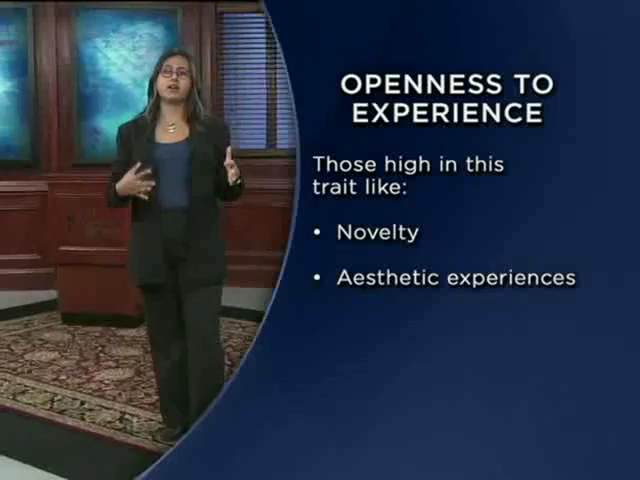 OPENNESS TO
EXPERIENCE
Those high in this
trait like:
• Novelty
• Aesthetic experiences